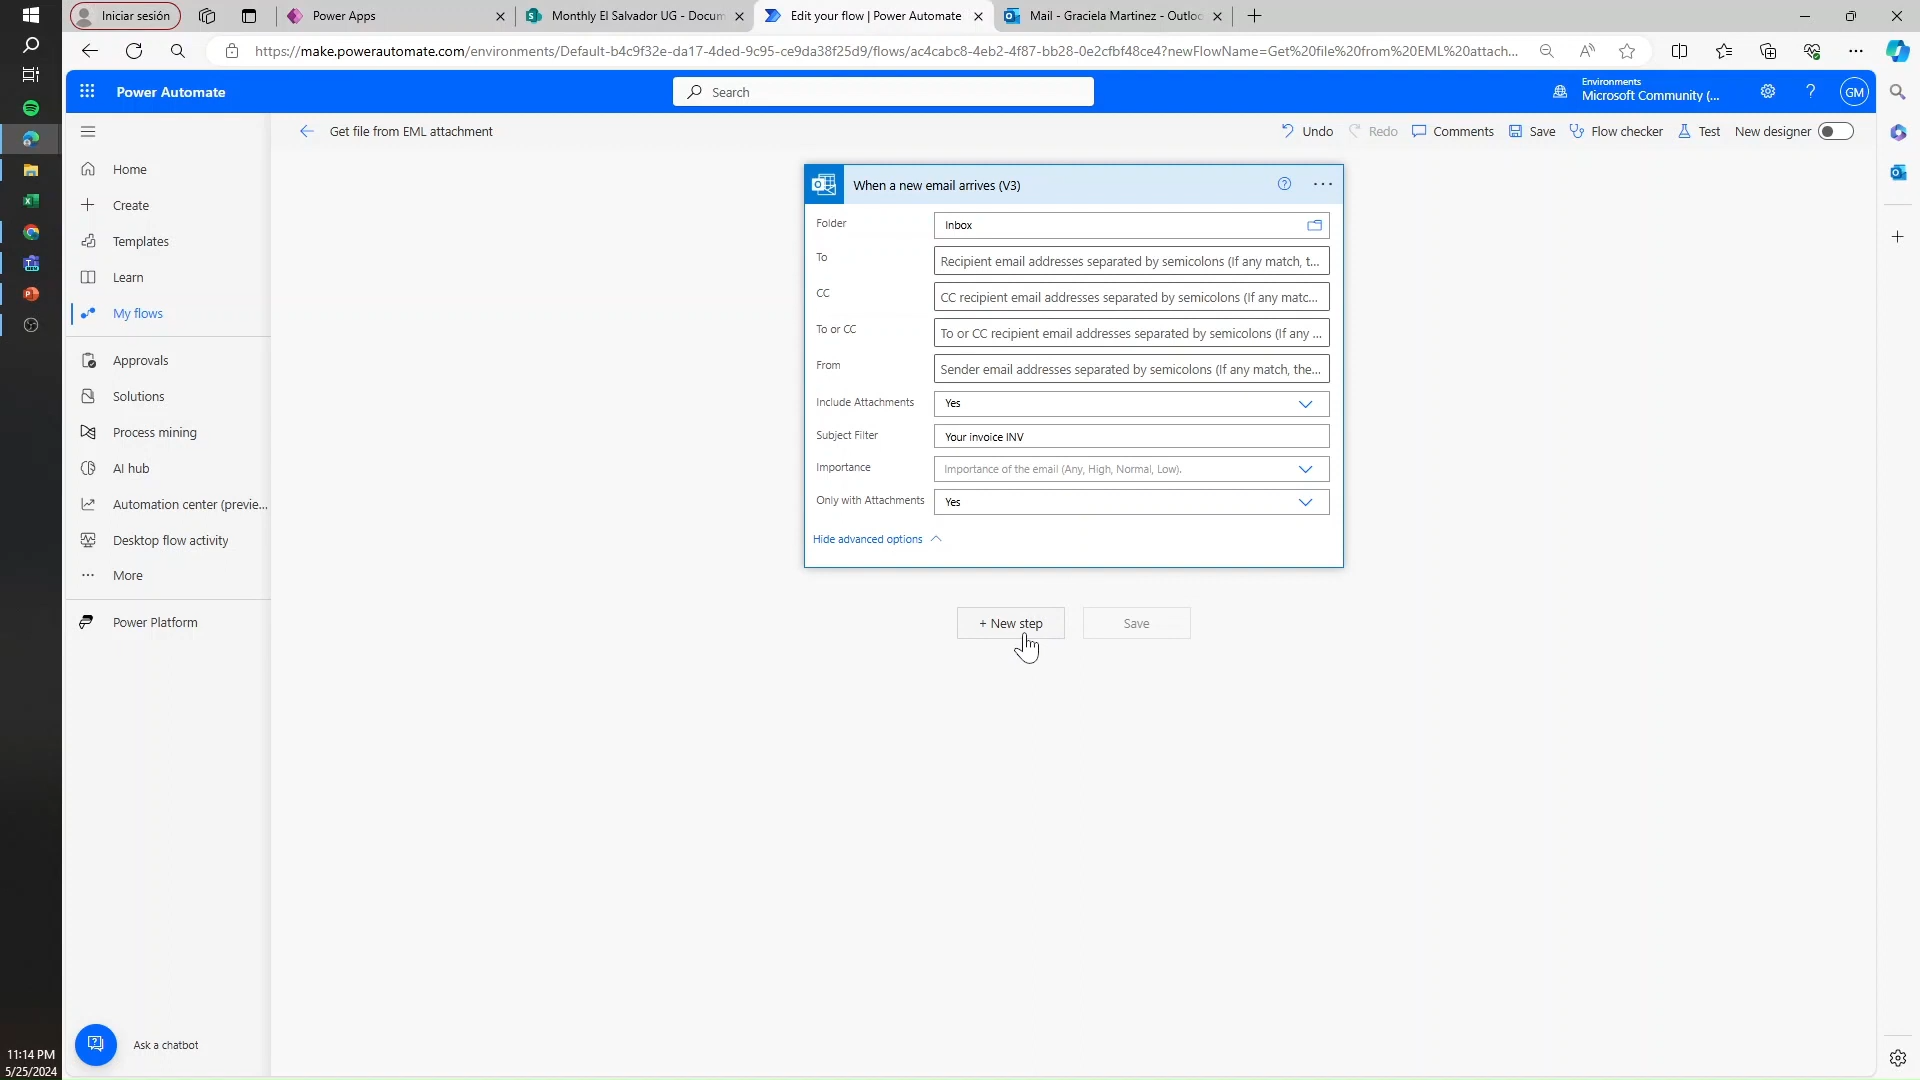 Iniciar sesión
Power Apps
Monthly El Salvador UG - Docum
Edit your flow | Power Automate
Mail - Graciela Martinez - Outloo
https://make.powerautomate.com/environments/Default-b4c9f32e-da17-4ded-9c95-ce9da38f25d9/flows/ac4cabc8-4eb2-4f87-bb28-0e2cfbf48ce4?newFlowName=Get%20file%20from%20EML%20attach...
Power Automate
Search
Environments
Microsoft Community (...
GM
Get file from EML attachment
Undo
Redo
Comments
Save
Flow checker
Test
New designer
Home
Create
Templates
Learn
My flows
Approvals
Solutions
Process mining
AI hub
Automation center (previe...
Desktop flow activity
More
Power Platform
When a new email arrives (V3)
Folder
Inbox
To
Recipient email addresses separated by semicolons (If any match, t...
CC
CC recipient email addresses separated by semicolons (If any matc...
To or CC
To or CC recipient email addresses separated by semicolons (If any ...
From
Sender email addresses separated by semicolons (If any match, the...
Include Attachments
Yes
Subject Filter
Your invoice INV
Importance
Importance of the email (Any, High, Normal, Low).
Only with Attachments
Yes
Hide advanced options
+ New step
Save
Ask a chatbot
11:14 PM
5/25/2024